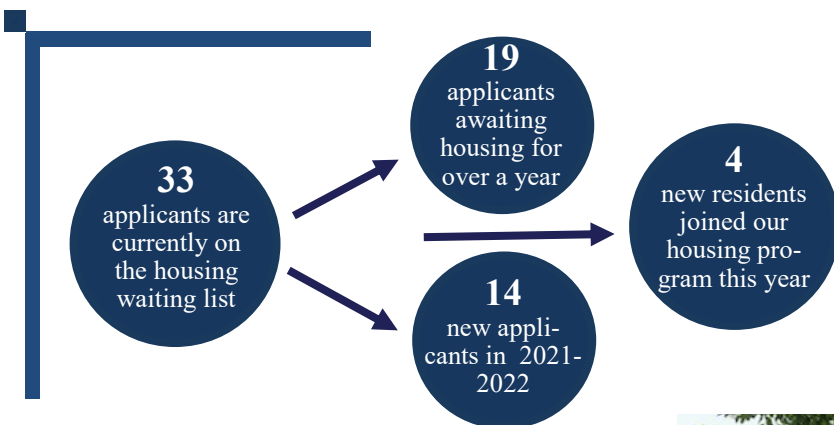 33
applicants are
currently on
the housing
waiting list
19
applicants
awaiting
housing for
over a year
14
new appli-
cants in 2021-
2022
4
new residents
joined our
housing pro-
gram this year